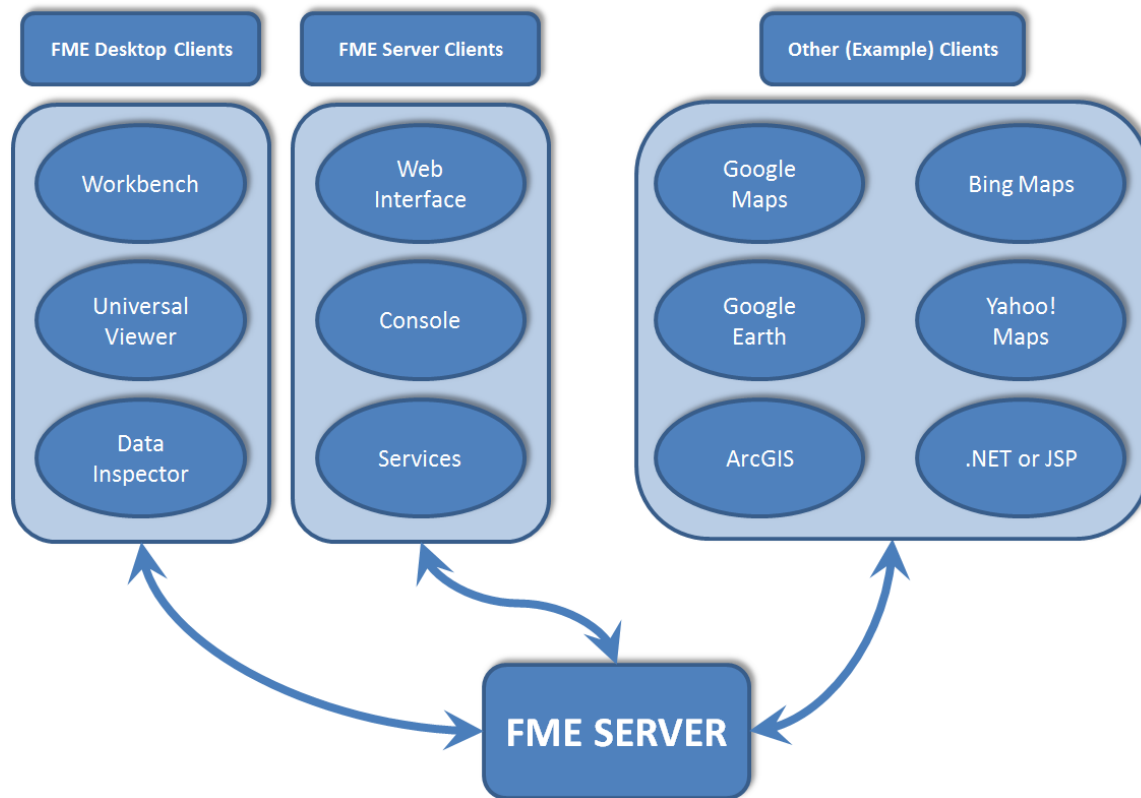 FME Desktop Clients
FME Server Clients
Other (Example) Clients
Workbench
Universal
Viewer
Data
Inspector
Web
Interface
Console
Services
Google
Maps
Bing Maps
Google
Earth
Yahoo!
Maps
ArcGIS
.NET or JSP
FME SERVER